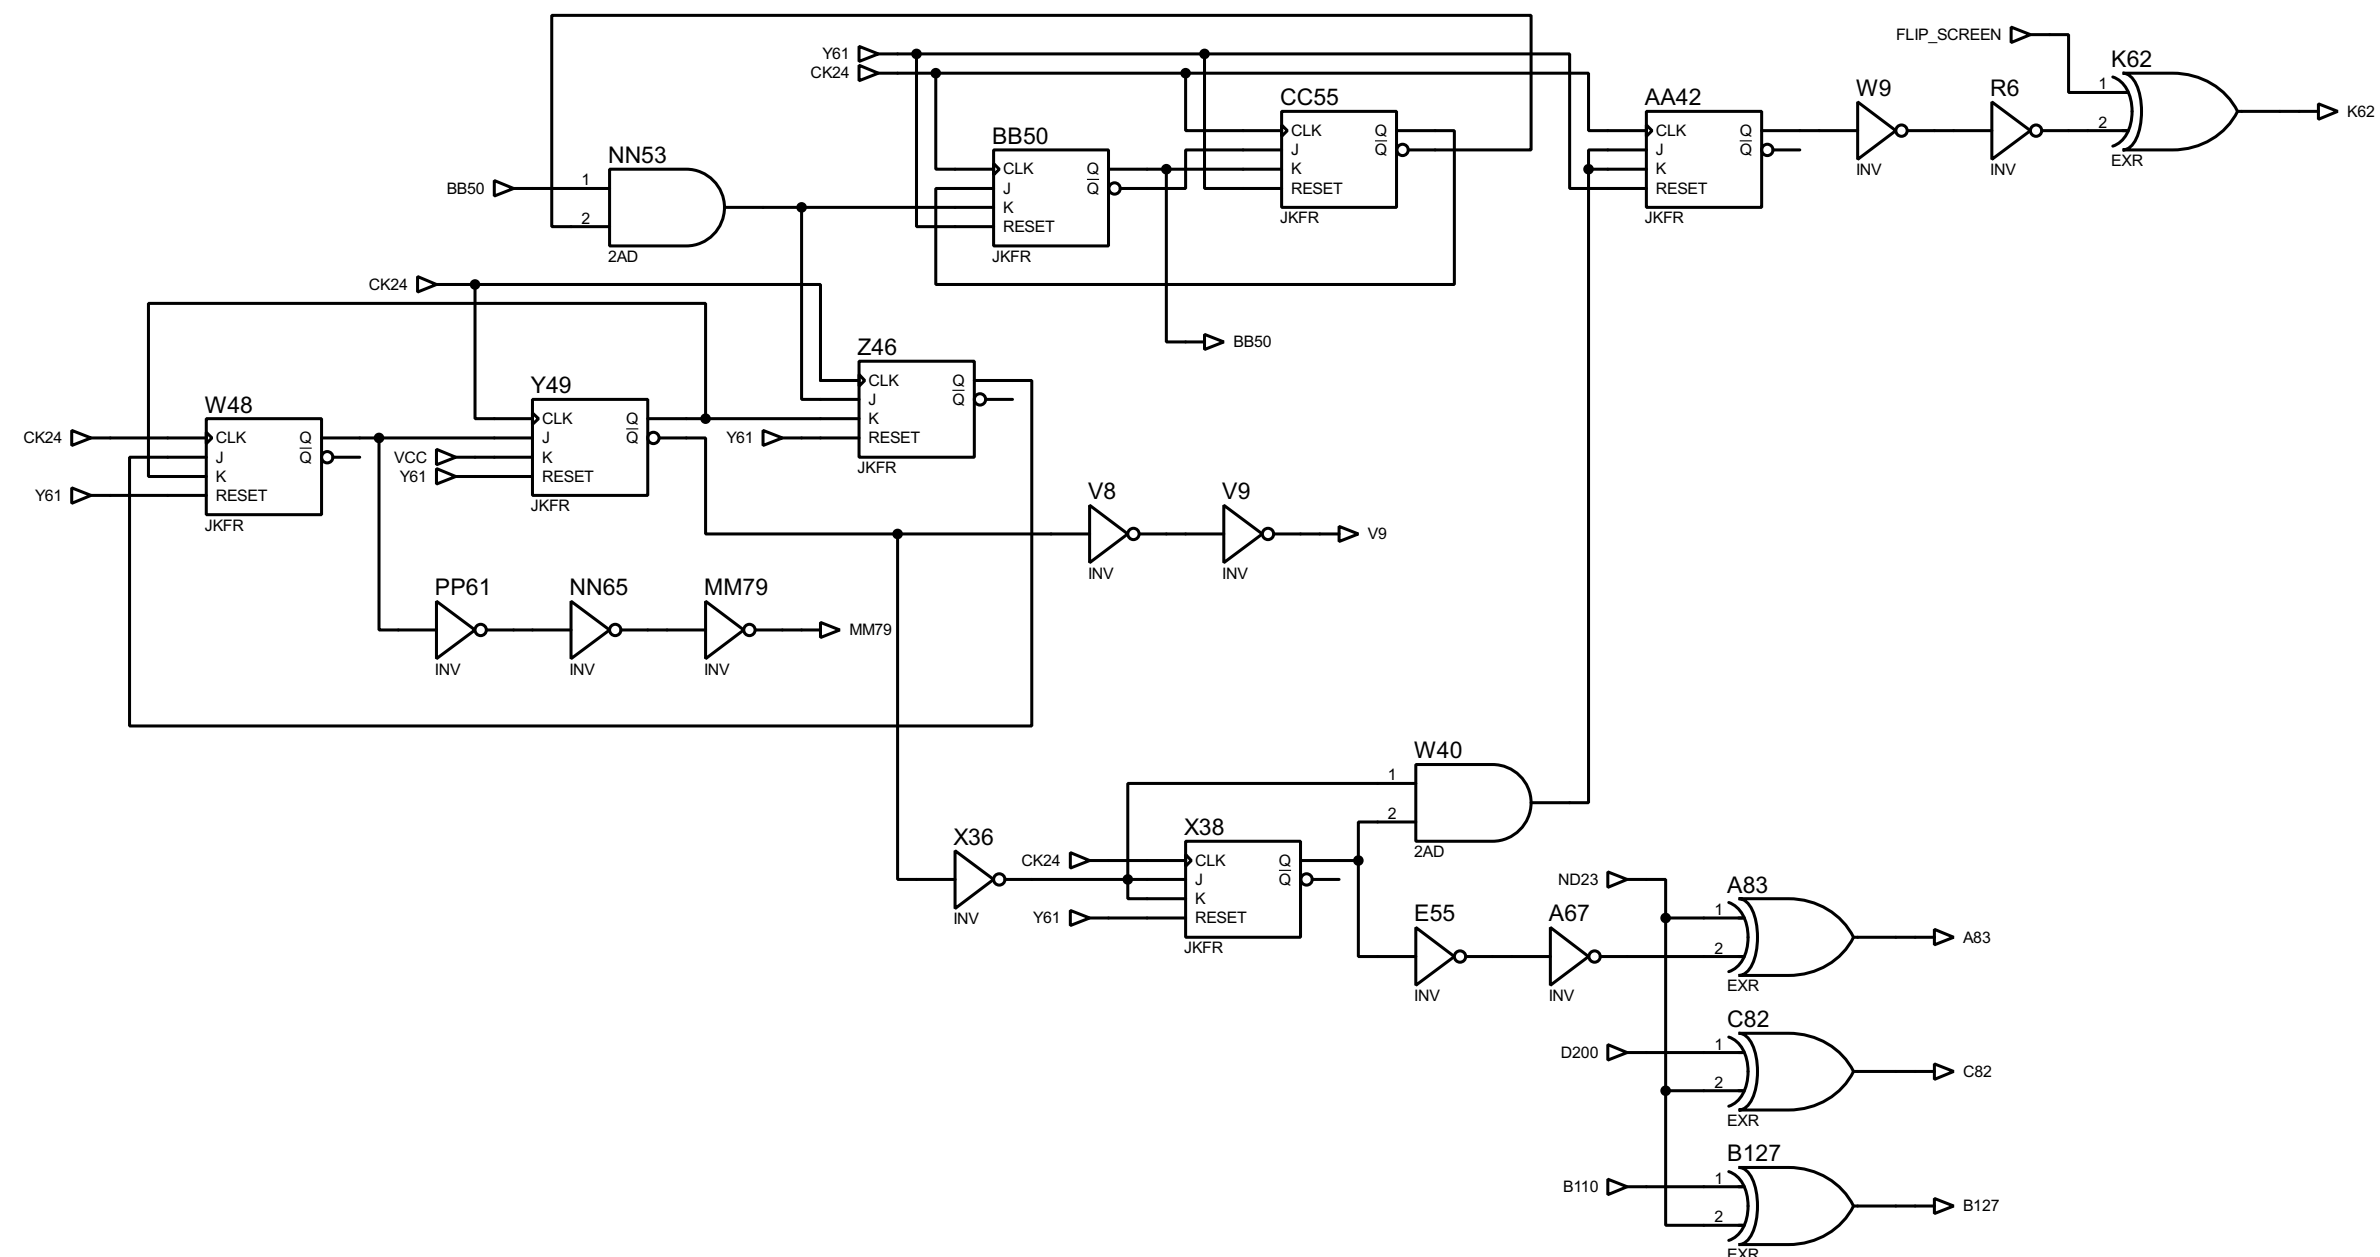 FLIP_SCREEN
K62
1
2
EXR
K62
Y61
CK24
W9
INV
R6
INV
CC55
CLK
J
K
RESET
Q
Q
JKFR
AA42
CLK
J
K
RESET
Q
Q
JKFR
BB50
CLK
J
K
RESET
Q
Q
JKFR
NN53
BB50
1
2
2AD
CK24
BB50
Z46
CLK
J
K
RESET
Q
Q
JKFR
Y61
Y49
CLK
J
K
RESET
Q
Q
JKFR
VCC
Y61
W48
CLK
J
K
RESET
Q
Q
JKFR
CK24
Y61
V8
INV
V9
INV
V9
PP61
INV
NN65
INV
MM79
INV
MM79
W40
1
2
2AD
X36
INV
X38
CLK
J
K
RESET
Q
Q
JKFR
CK24
Y61
E55
INV
A67
INV
ND23
A83
1
2
EXR
A83
C82
D200
1
2
EXR
C82
B127
B110
1
2
EXR
B127